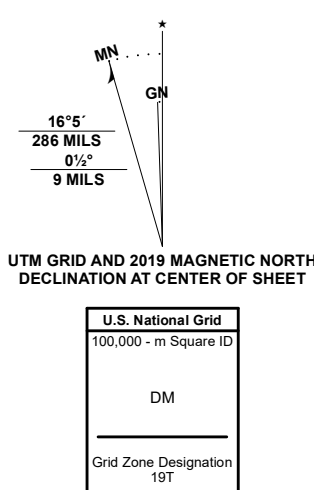 ★
MN
GN
16°5´
286 MILS
0½°
9 MILS
UTM GRID AND 2019 MAGNETIC NORTH
DECLINATION AT CENTER OF SHEET
U.S. National Grid
100,000 - m Square ID
DM
Grid Zone Designation
19T